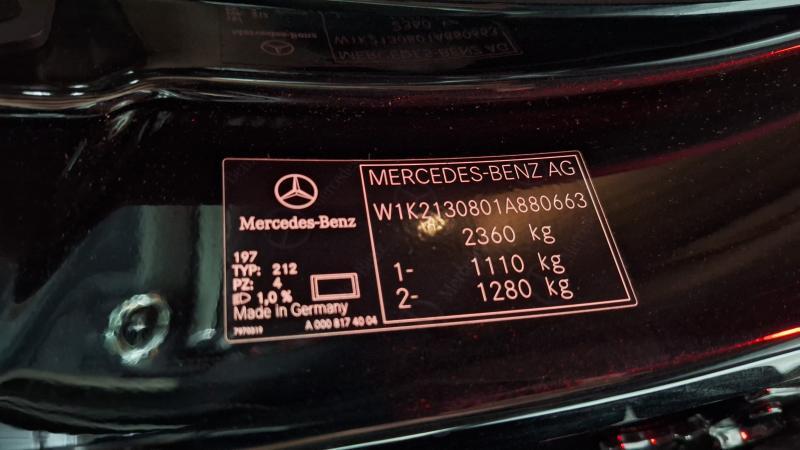 Mercedes-Benz
197
TYP: 212
PZ: 4
1,0 %
Made in Germany
7970319
A 000 817 40 04
MERCEDES-BENZ AG
W1K2130801A880663
2360 kg
1- 1110 kg
2- 1280 kg